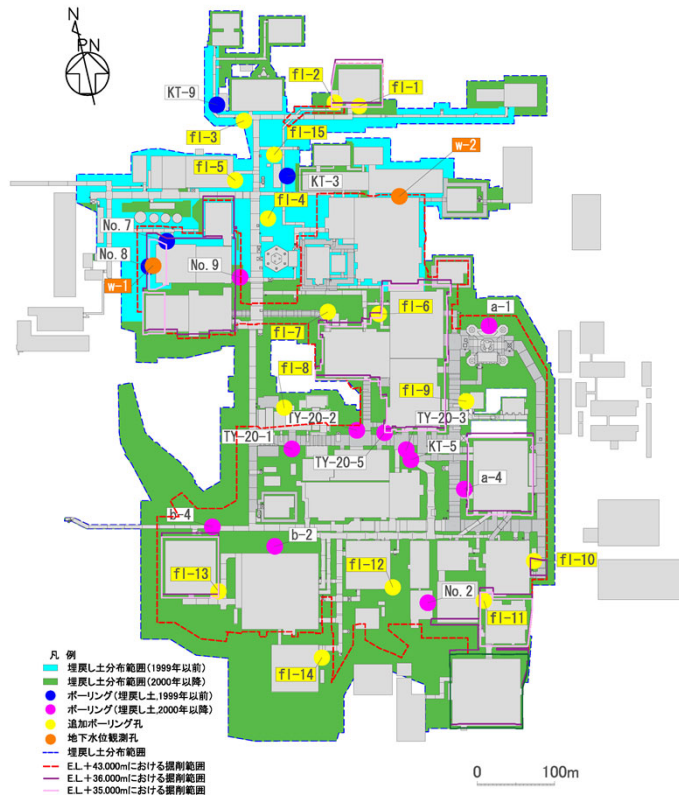 N
PN
fl-2
fl-1
KT-9
fl-3
fl-15
w-2
fl-5
KT-3
fl-4
No.7
No.8
No.9
w-1
fl-6
a-1
fl-7
fl-8
fl-9
TY-20-2
TY-20-3
TY-20-1
KT-5
TY-20-5
a-4
b-4
b-2
fl-12
fl-10
fl-13
No.2
fl-11
fl-14
凡 例
埋戻し土分布範囲(1999年以前)
埋戻し土分布範囲(2000年以降)
ボーリング(埋戻し土,1999年以前)
ボーリング(埋戻し土,2000年以降)
追加ボーリング孔
地下水位観測孔
埋戻し土分布範囲
E.L.+43.000mにおける掘削範囲
E.L.+36.000mにおける掘削範囲
E.L.+35.000mにおける掘削範囲
0 100m